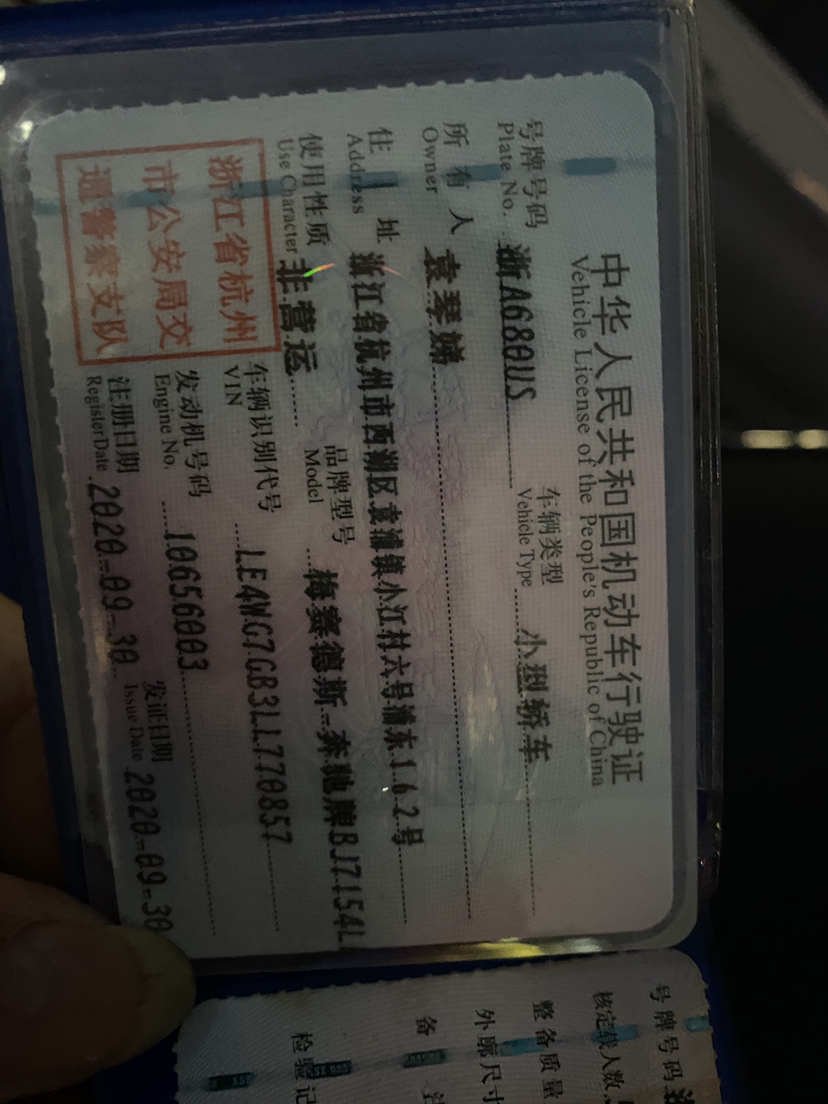 中华人民共和国机动车行驶证
Vehicle License of the People's Republic of China
号牌号码 浙A680US 车辆类型 小型轿车
Plate No. Vehicle Type
所有人 袁琴娣
Owner
住址 浙江省杭州市西湖区袁浦镇小江村六号浦东162号
Address
使用性质 非营运 品牌型号 梅赛德斯-奔驰牌BJ7154L
Use Character Model
浙江省杭州
市公安局交
通警察支队
车辆识别代号 LE4WG7GB3LL770857
VIN
发动机号码 10656003
Engine No.
注册日期 2020-09-30 发证日期 2020-09-30
Register Date Issue Date
号牌号码
核定载人数
整备质量
外廓尺寸
备注
检验记